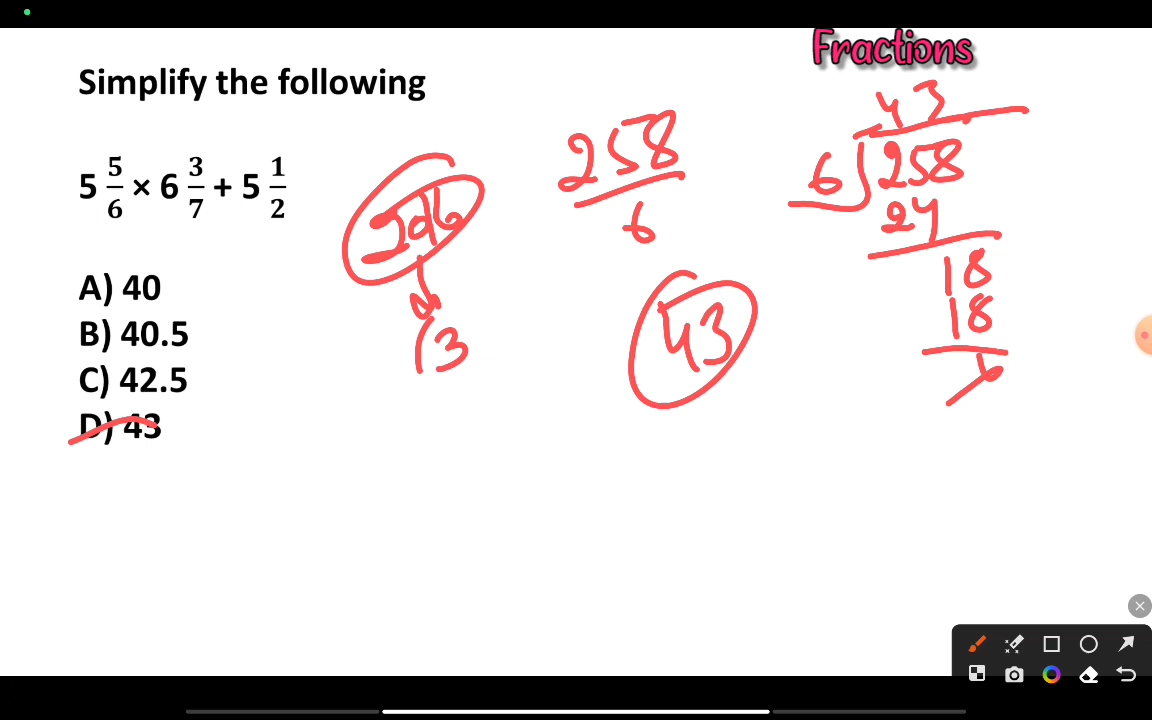 Fractions
Simplify the following
5 5/6 × 6 3/7 + 5 1/2
A) 40
B) 40.5
C) 42.5
D) 43
258
6
43
43
6 258
24
18
18